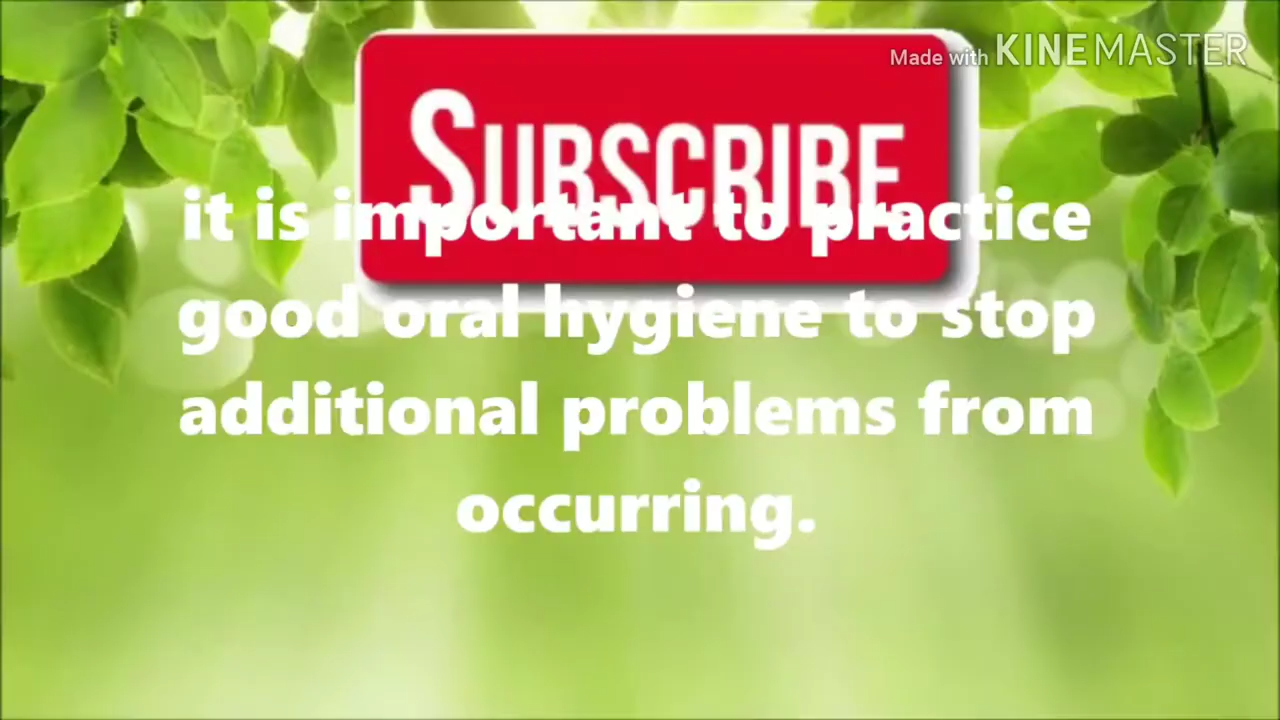 Made with KINEMASTER
SUBSCRIBE
it is important to practice
good oral hygiene to stop
additional problems from
occurring.